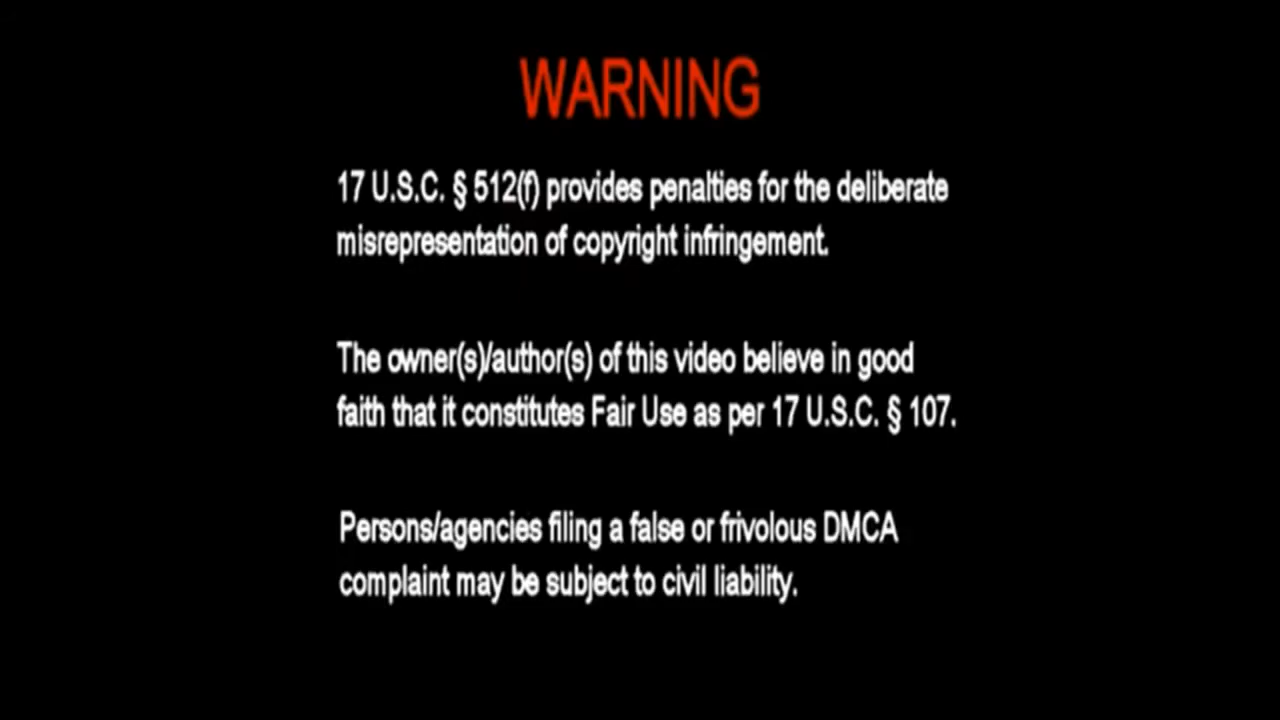 WARNING
17 U.S.C. § 512(f) provides penalties for the deliberate
misrepresentation of copyright infringement.
The owner(s)/author(s) of this video believe in good
faith that it constitutes Fair Use as per 17 U.S.C. § 107.
Persons/agencies filing a false or frivolous DMCA
complaint may be subject to civil liability.